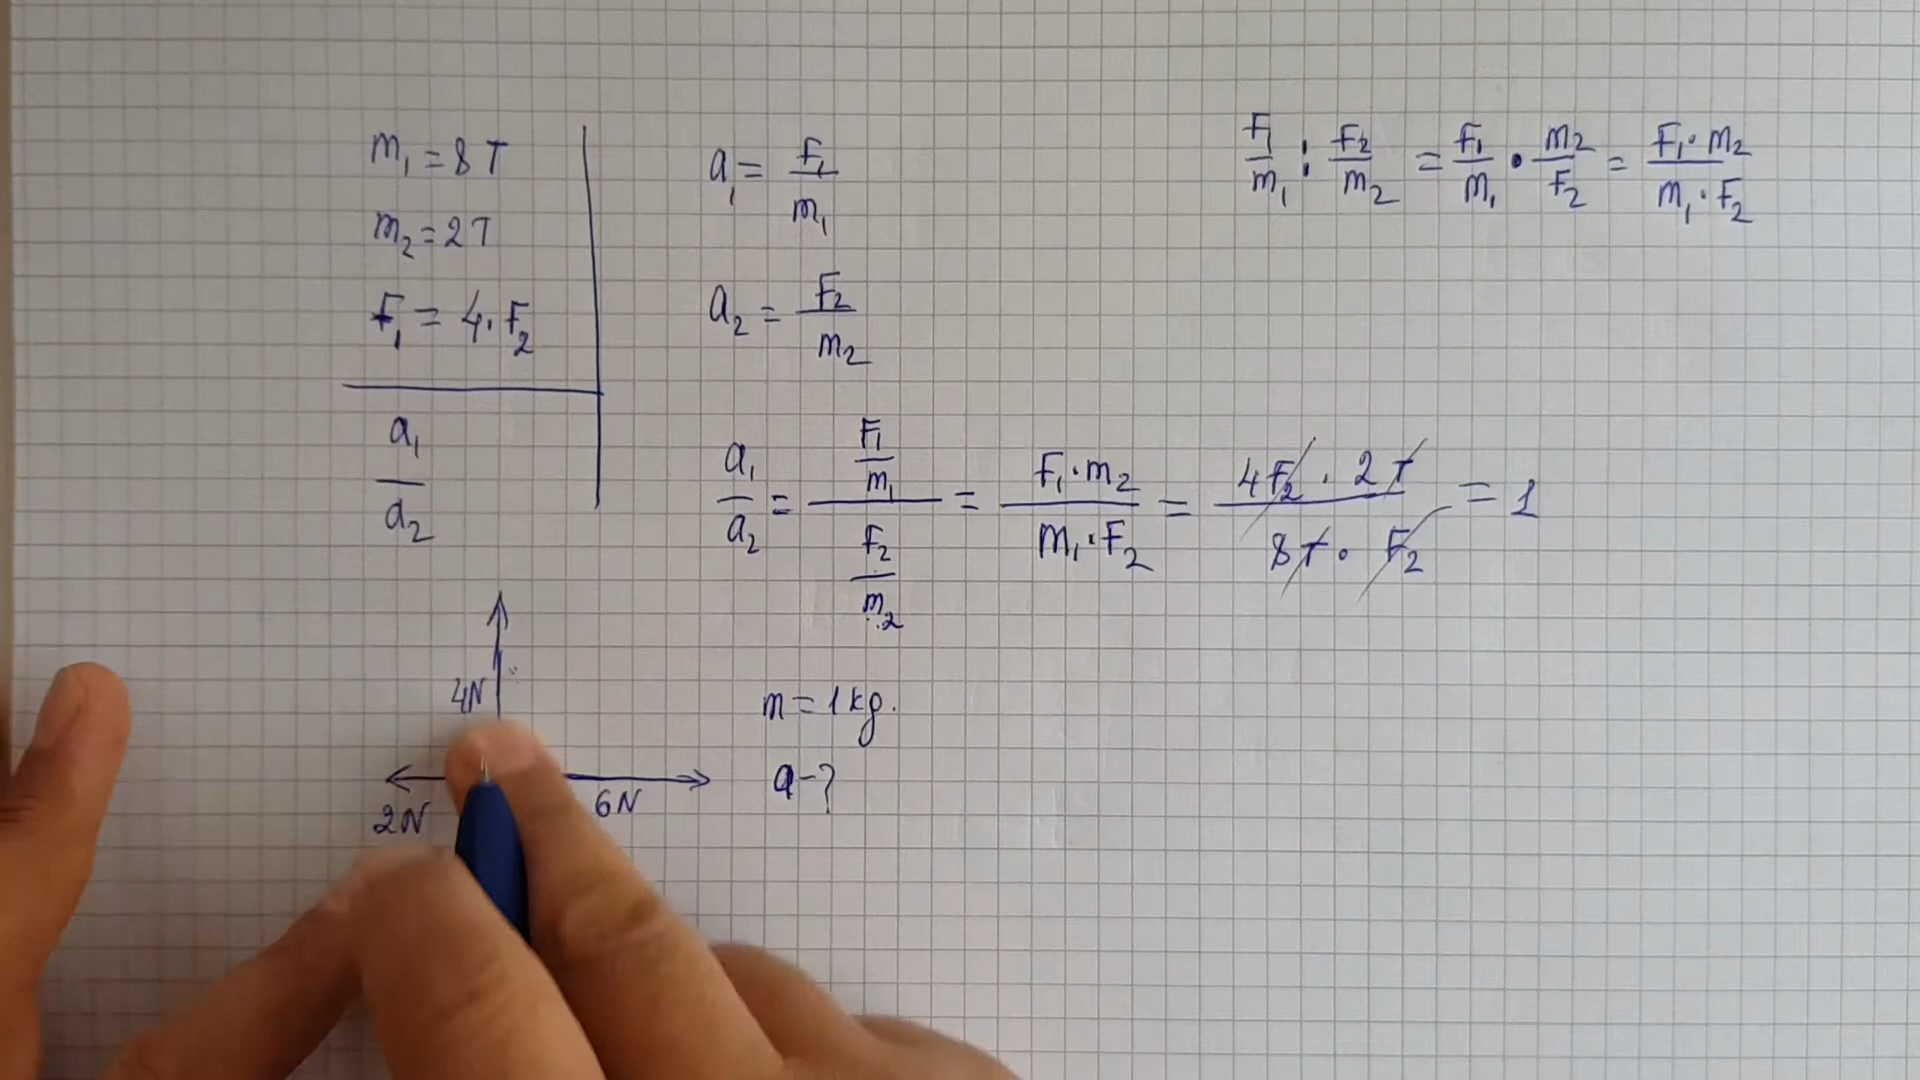 m₁ = 8 T
m₂ = 2 T
F₁ = 4 · F₂
a₁/a₂
a₁ = F₁/m₁
a₂ = F₂/m₂
F₁/m₁ : F₂/m₂ = F₁/m₁ · m₂/F₂ = F₁·m₂/m₁·F₂
a₁/a₂ = (F₁/m₁)/(F₂/m₂) = F₁·m₂/m₁·F₂ = 4F₂ · 2T/8T · F₂ = 1
4N
2N
6N
m = 1 kg.
a - ?